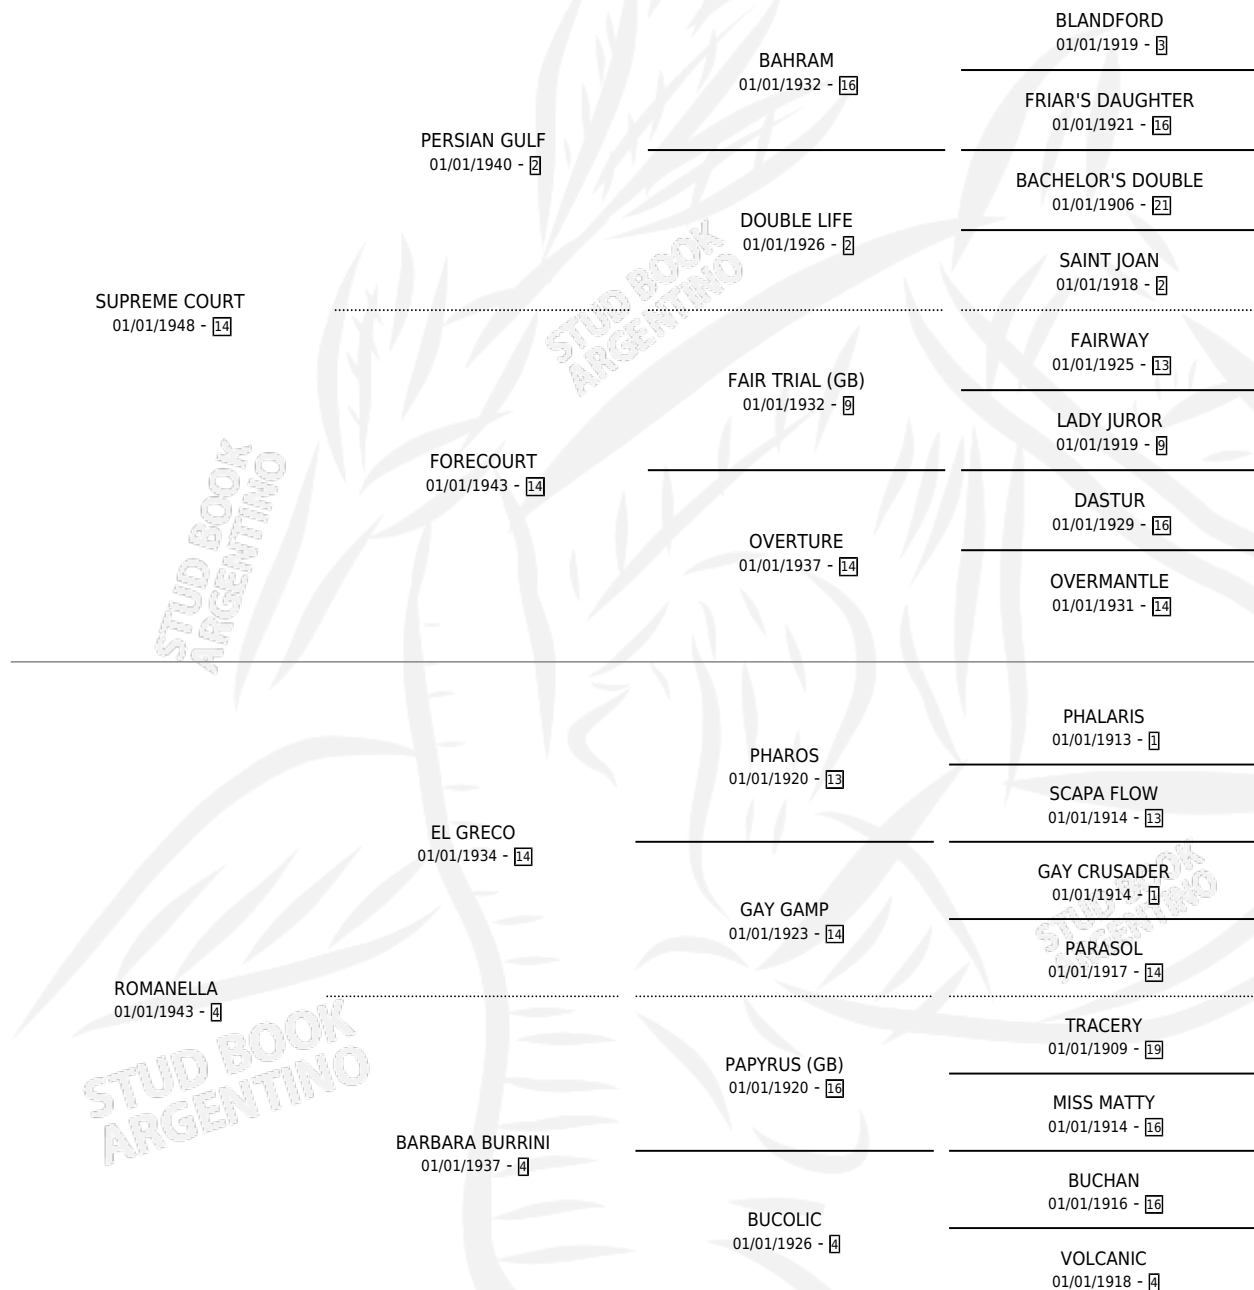 BLANDFORD
01/01/1919 - 3
BAHRAM
01/01/1932 - 16
FRIAR'S DAUGHTER
01/01/1921 - 16
PERSIAN GULF
01/01/1940 - 2
BACHELOR'S DOUBLE
01/01/1906 - 21
DOUBLE LIFE
01/01/1926 - 2
SAINT JOAN
01/01/1918 - 2
SUPREME COURT
01/01/1948 - 14
FAIRWAY
01/01/1925 - 13
FAIR TRIAL (GB)
01/01/1932 - 9
LADY JUROR
01/01/1919 - 9
FORECOURT
01/01/1943 - 14
DASTUR
01/01/1929 - 16
OVERTURE
01/01/1937 - 14
OVERMANTLE
01/01/1931 - 14
PHALARIS
01/01/1913 - 1
PHAROS
01/01/1920 - 13
SCAPA FLOW
01/01/1914 - 13
EL GRECO
01/01/1934 - 14
GAY CRUSADER
01/01/1914 - 1
GAY GAMP
01/01/1923 - 14
PARASOL
01/01/1917 - 14
ROMANELLA
01/01/1943 - 4
TRACERY
01/01/1909 - 19
PAPYRUS (GB)
01/01/1920 - 16
MISS MATTY
01/01/1914 - 16
BARBARA BURRINI
01/01/1937 - 4
BUCHAN
01/01/1916 - 16
BUCOLIC
01/01/1926 - 4
VOLCANIC
01/01/1918 - 4
STUD BOOK
ARGENTINO
STUD BOOK
ARGENTINO
STUD BOOK
ARGENTINO
STUD BOOK
ARGENTINO